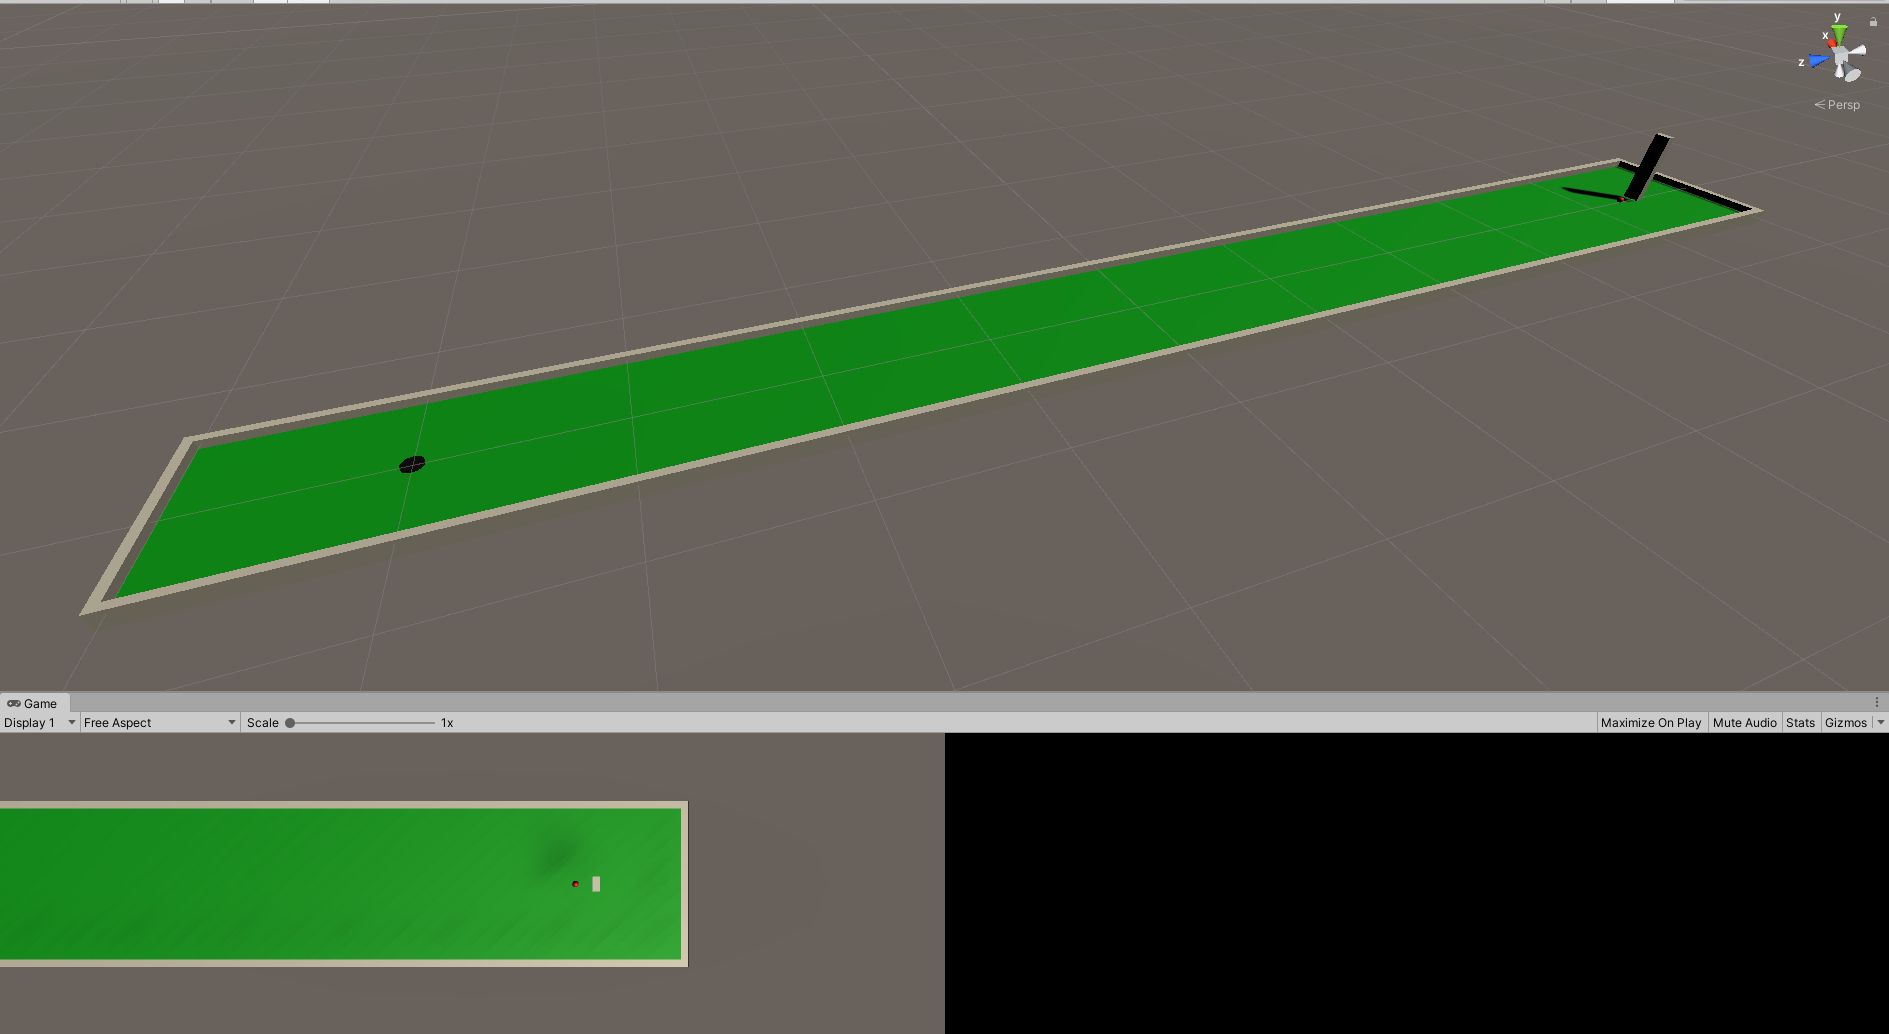 y
x
z
< Persp
Game
Display 1
Free Aspect
Scale
1x
Maximize On Play
Mute Audio
Stats
Gizmos